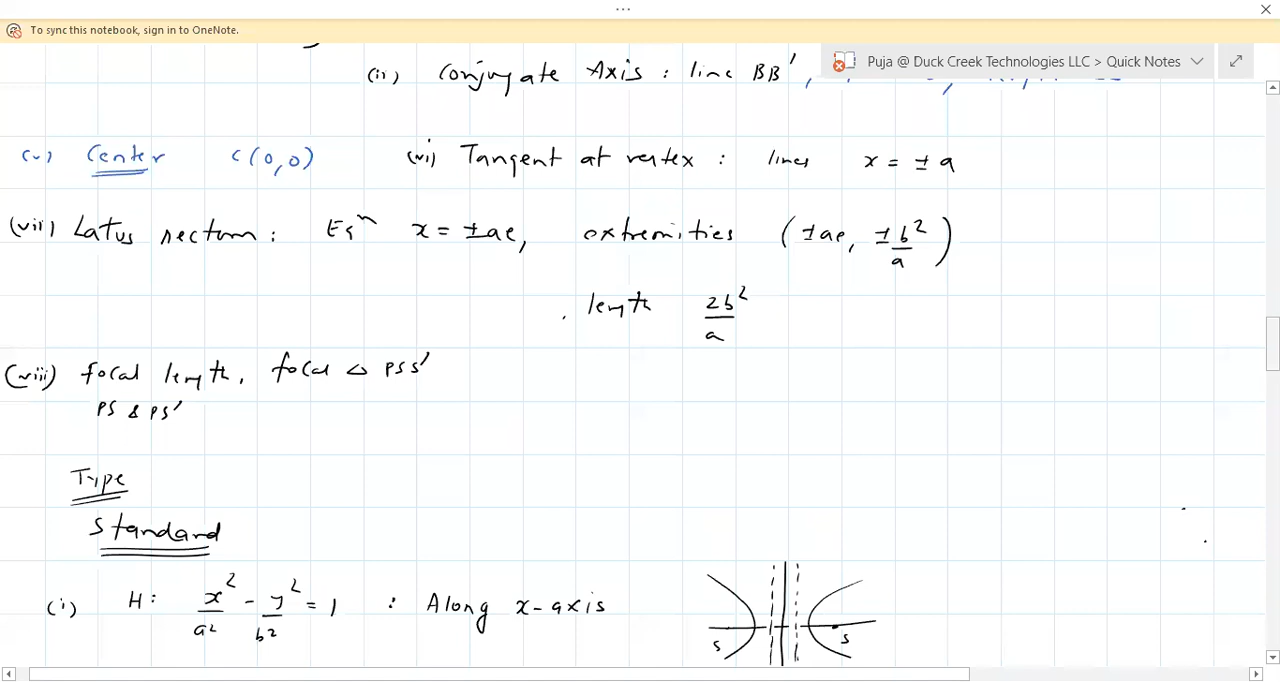 To sync this notebook, sign in to OneNote.
Puja @ Duck Creek Technologies LLC > Quick Notes
(ii) Conjugate Axis : line BB',
(v) Center C(0,0) (vi) Tangent at vertex : lines x = ± a
(vii) Latus rectum : Eqⁿ x = ±ae, extremities (±ae, ±b²/a)
length 2b²/a
(viii) focal length, focal △ PSS'
PS & PS'
Type
Standard
(i) H: x²/a² - y²/b² = 1 : Along x-axis
S S